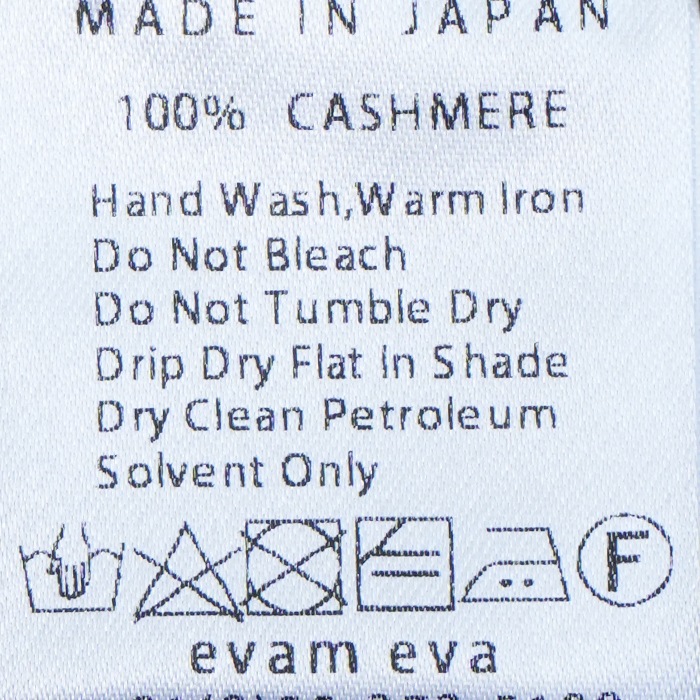 MADE IN JAPAN
100% CASHMERE
Hand Wash,Warm Iron
Do Not Bleach
Do Not Tumble Dry
Drip Dry Flat In Shade
Dry Clean Petroleum
Solvent Only
F
evam eva